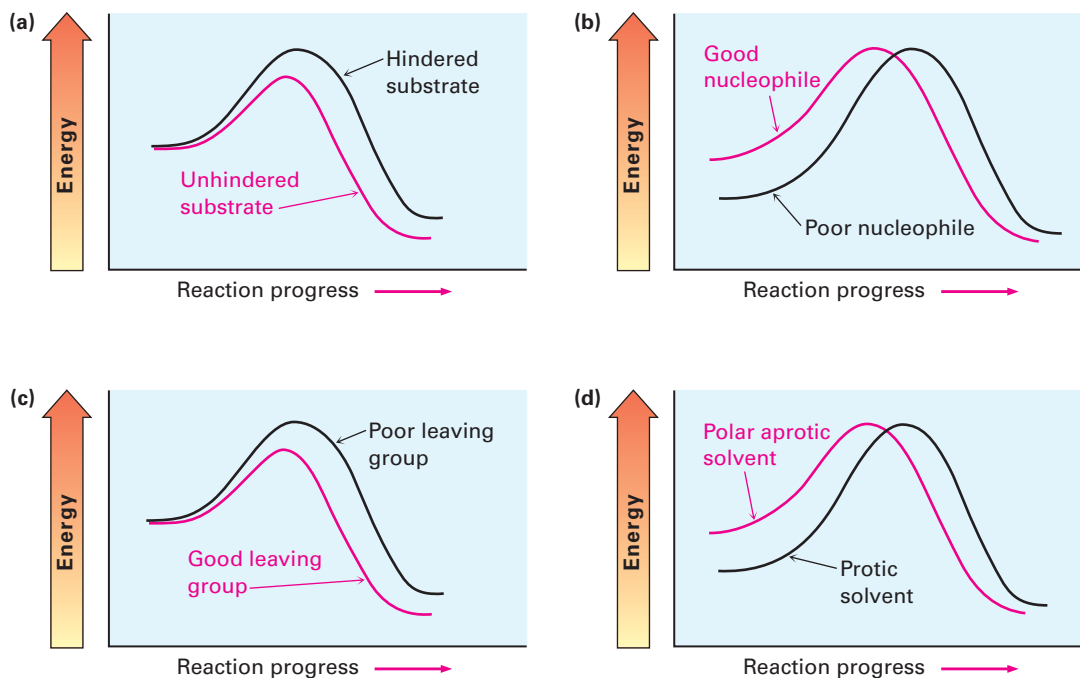 (a)
Energy
Hindered
substrate
Unhindered
substrate
Reaction progress
(b)
Energy
Good
nucleophile
Poor nucleophile
Reaction progress
(c)
Energy
Poor leaving
group
Good leaving
group
Reaction progress
(d)
Energy
Polar aprotic
solvent
Protic
solvent
Reaction progress